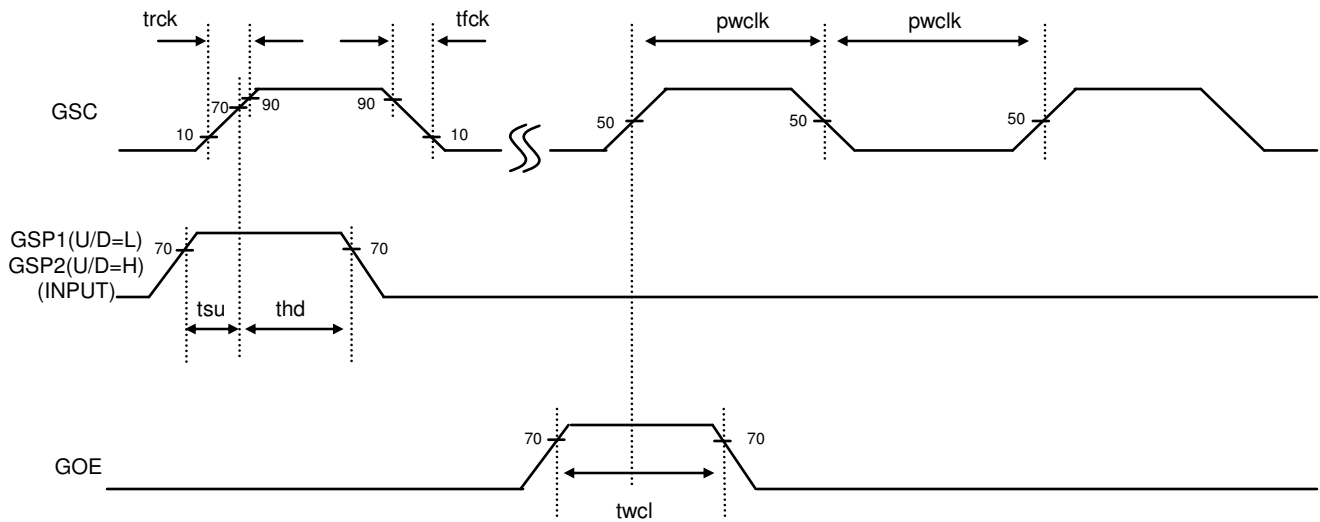 trck
tfck
pwclk
pwclk
GSC
70
90
90
10
10
50
50
50
GSP1(U/D=L)
GSP2(U/D=H)
(INPUT)
70
70
tsu
thd
GOE
70
70
twcl